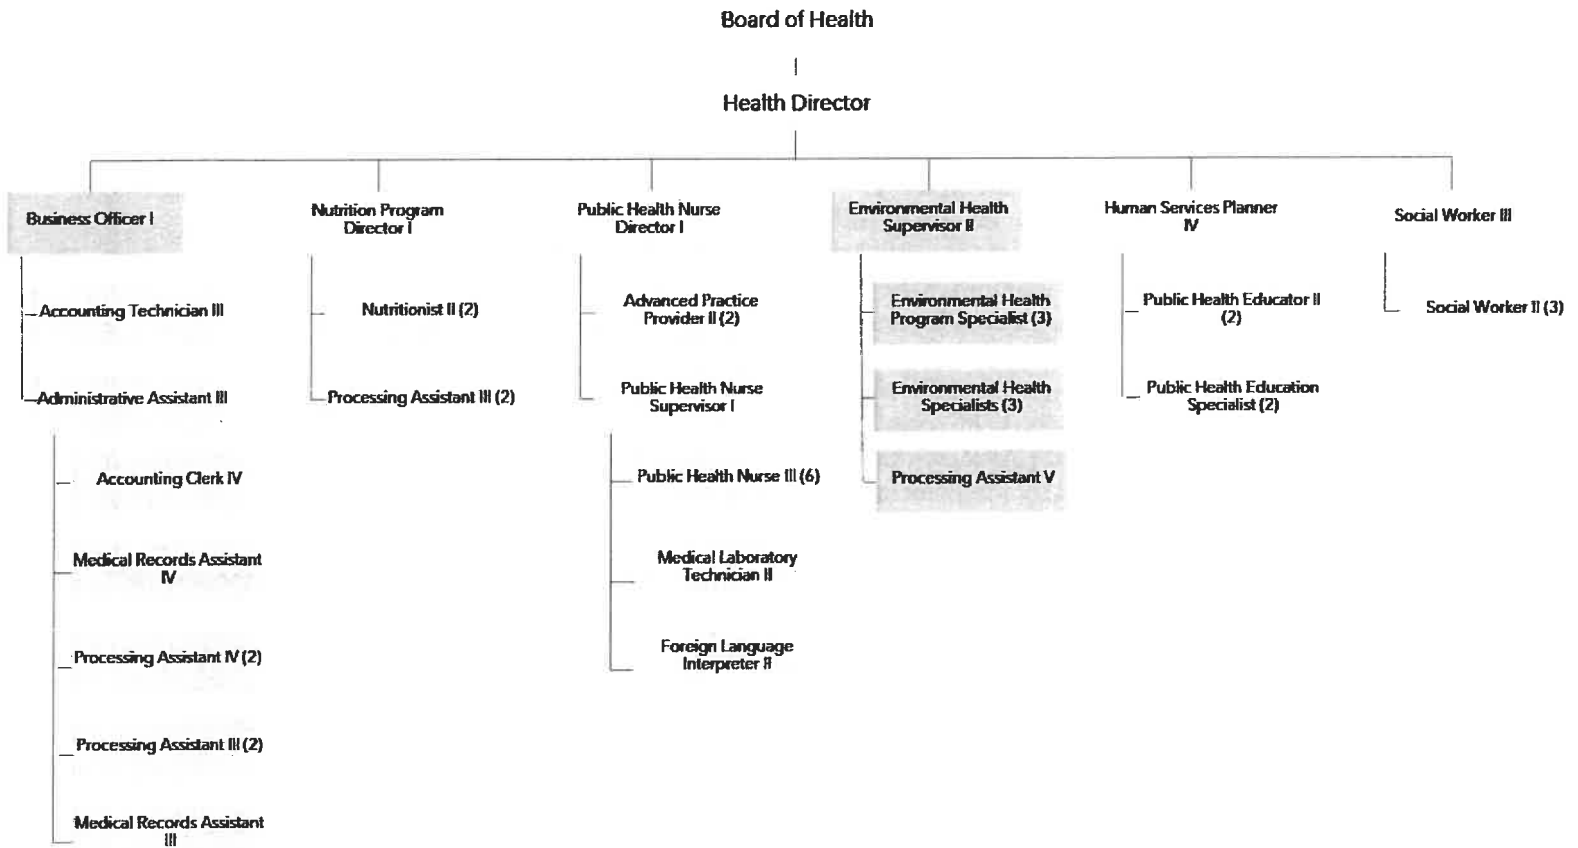 Board of Health
Health Director
Business Officer I
Nutrition Program
Director I
Public Health Nurse
Director I
Environmental Health
Supervisor II
Human Services Planner
IV
Social Worker III
Accounting Technician III
Administrative Assistant III
Accounting Clerk IV
Medical Records Assistant
IV
Processing Assistant IV (2)
Processing Assistant III (2)
Medical Records Assistant
III
Nutritionist II (2)
Processing Assistant III (2)
Advanced Practice
Provider II (2)
Public Health Nurse
Supervisor I
Public Health Nurse III (6)
Medical Laboratory
Technician II
Foreign Language
Interpreter II
Environmental Health
Program Specialist (3)
Environmental Health
Specialists (3)
Processing Assistant V
Public Health Educator II
(2)
Public Health Education
Specialist (2)
Social Worker II (3)